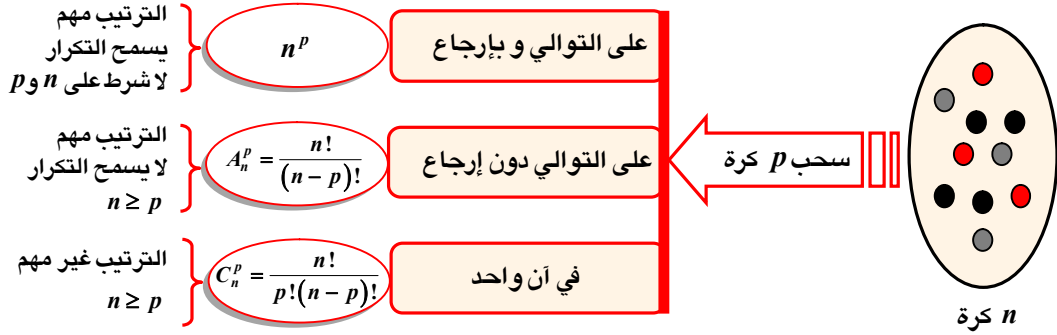 n كرة
سحب p كرة
على التوالي و بإرجاع
n^p
الترتيب مهم
يسمح التكرار
لا شرط على n و p
على التوالي دون إرجاع
A_n^p = n! / (n − p)!
الترتيب مهم
لا يسمح التكرار
n ≥ p
في آن واحد
C_n^p = n! / p!(n − p)!
الترتيب غير مهم
n ≥ p